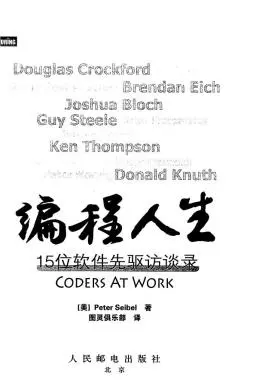 TURING
Douglas Crockford
Brendan Eich
Joshua Bloch
Guy Steele
Ken Thompson
Donald Knuth
编程人生
15位软件先驱访谈录
CODERS AT WORK
〔美〕 Peter Seibel 著
图灵俱乐部 译
人民邮电出版社
北京